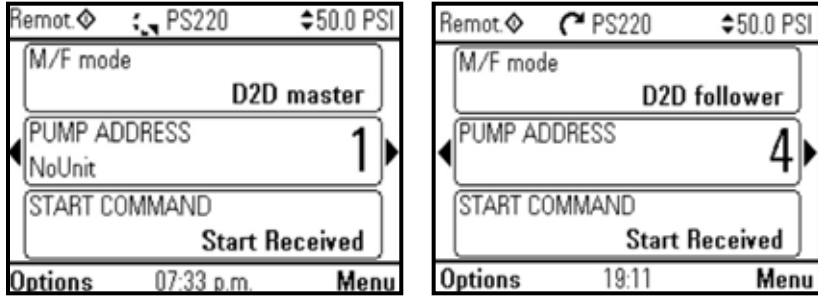 Remot. PS220 50.0 PSI
M/F mode
D2D master
PUMP ADDRESS
1
NoUnit
START COMMAND
Start Received
Options 07:33 p.m. Menu
Remot. PS220 50.0 PSI
M/F mode
D2D follower
PUMP ADDRESS
4
START COMMAND
Start Received
Options 19:11 Menu